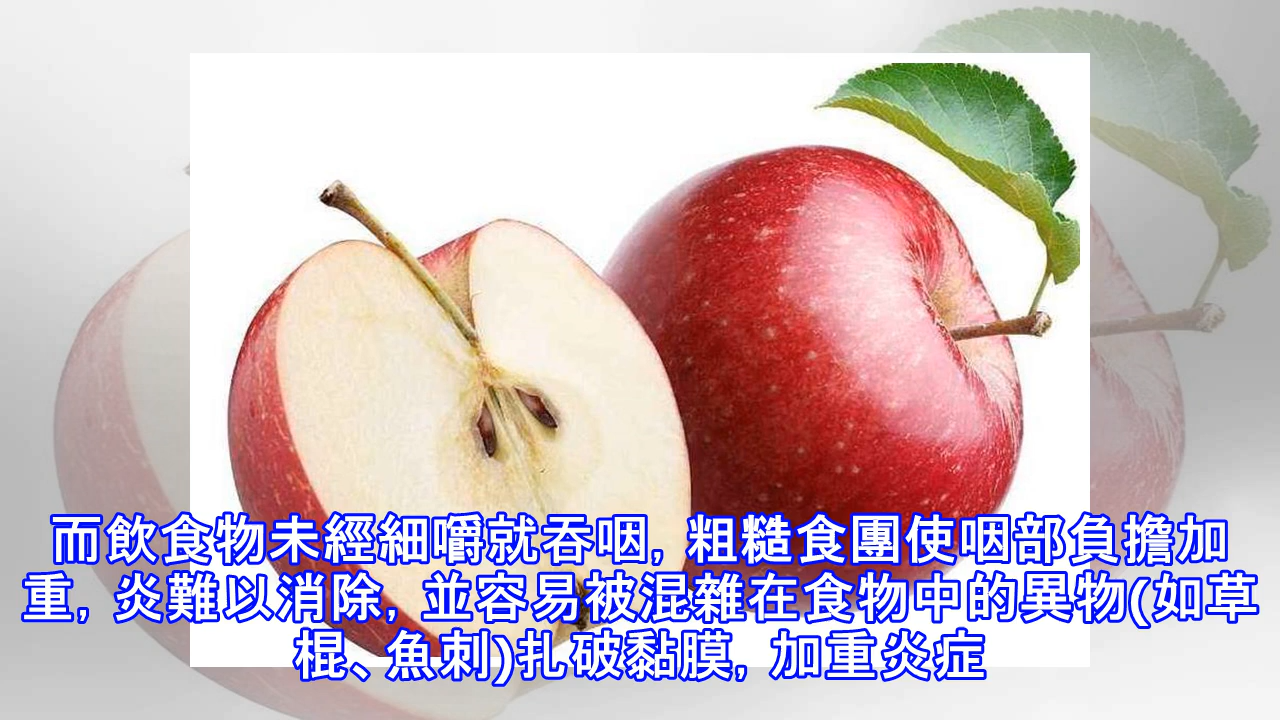 而飲食物未經細嚼就吞咽, 粗糙食團使咽部負擔加
重, 炎難以消除, 並容易被混雜在食物中的異物(如草
棍、魚刺)扎破黏膜, 加重炎症